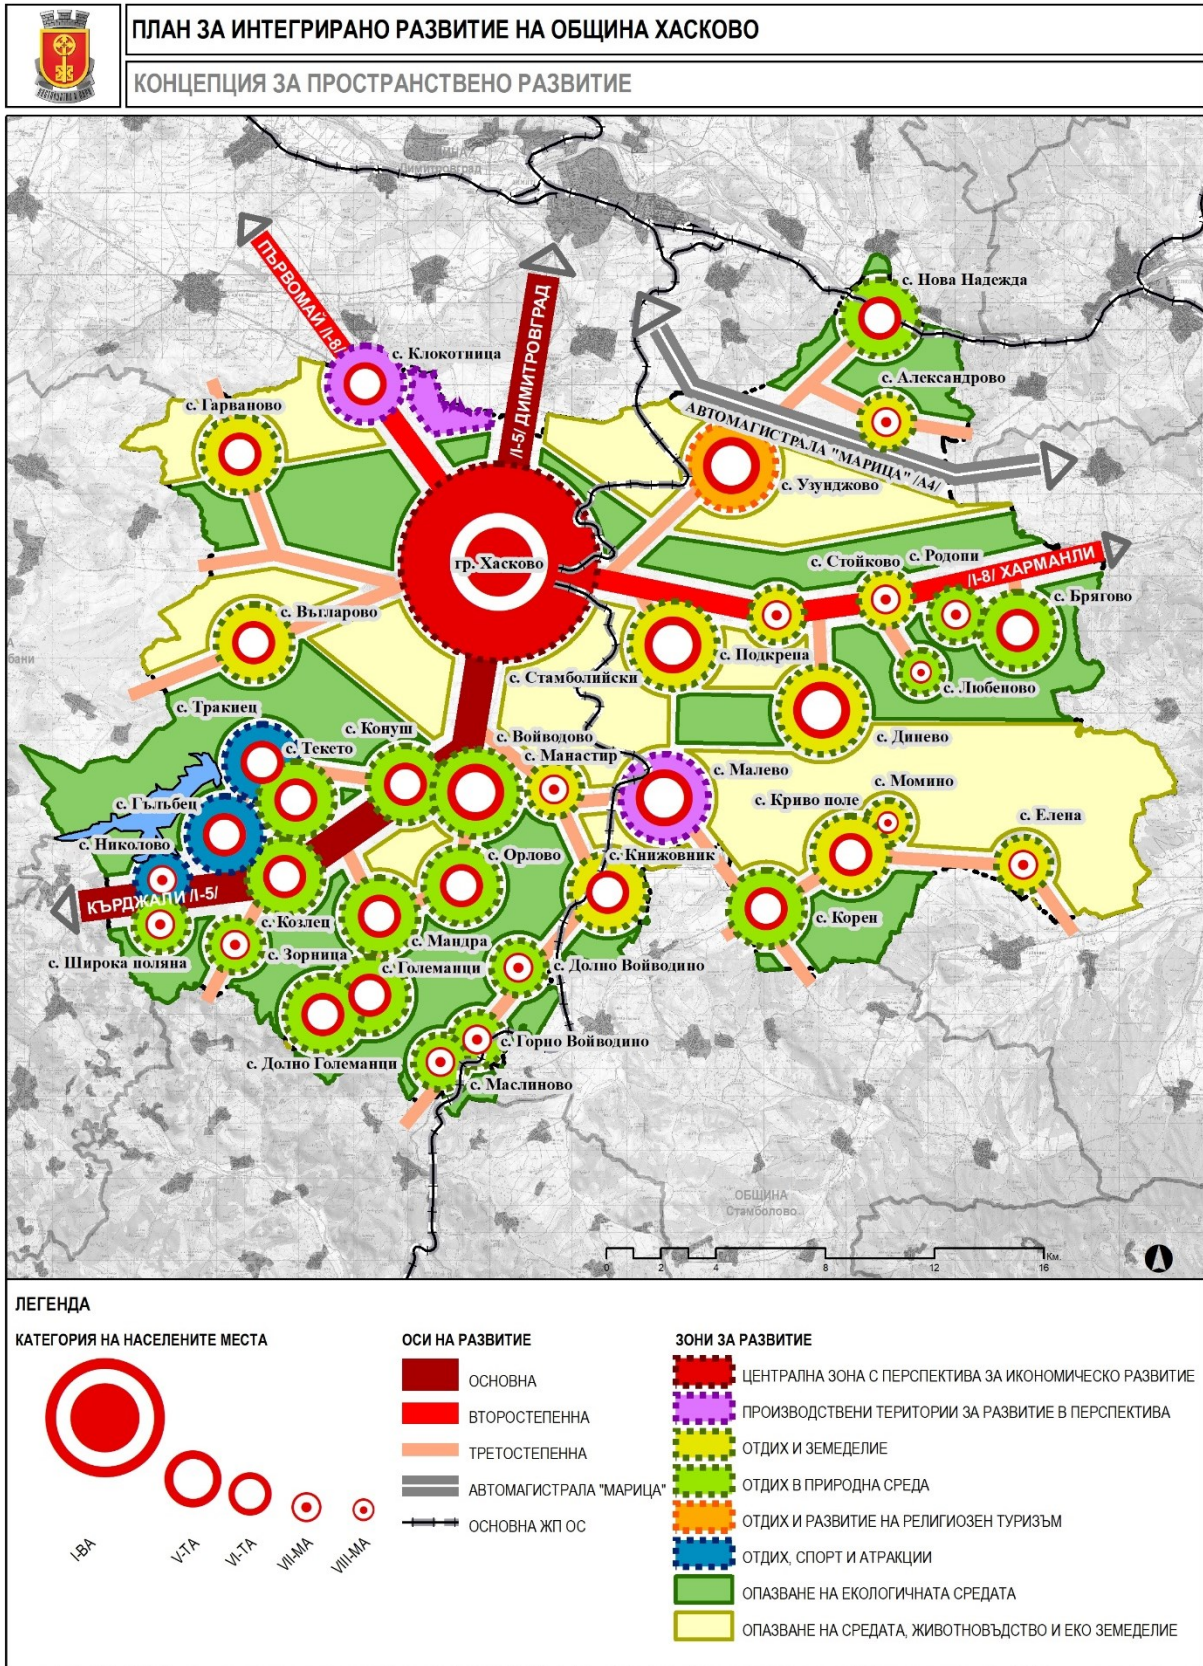 ПЛАН ЗА ИНТЕГРИРАНО РАЗВИТИЕ НА ОБЩИНА ХАСКОВО
КОНЦЕПЦИЯ ЗА ПРОСТРАНСТВЕНО РАЗВИТИЕ
Димитровград
ПЪРВОМАЙ /I-8/
/I-5/ ДИМИТРОВГРАД
с. Нова Надежда
с. Клокотница
с. Александрово
с. Гарваново
АВТОМАГИСТРАЛА "МАРИЦА" /А4/
с. Узунджово
гр. Хасково
с. Стойково
с. Родопи
/I-8/ ХАРМАНЛИ
с. Брягово
с. Въгларово
с. Подкрепа
с. Стамболийски
с. Любеново
с. Тракиец
с. Конуш
с. Войводово
с. Динево
с. Текето
с. Манастир
с. Малево
с. Момино
с. Гълъбец
с. Криво поле
с. Елена
с. Николово
с. Орлово
с. Книжовник
КЪРДЖАЛИ /I-5/
с. Козлец
с. Корен
с. Мандра
с. Зорница
с. Широка поляна
с. Големанци
с. Долно Войводино
с. Горно Войводино
с. Долно Големанци
с. Маслиново
ОБЩИНА
Стамболово
0 2 4 8 12 16
Км.
ЛЕГЕНДА
КАТЕГОРИЯ НА НАСЕЛЕНИТЕ МЕСТА
I-ВА
V-ТА
VI-ТА
VII-МА
VIII-МА
ОСИ НА РАЗВИТИЕ
ОСНОВНА
ВТОРОСТЕПЕННА
ТРЕТОСТЕПЕННА
АВТОМАГИСТРАЛА "МАРИЦА"
ОСНОВНА ЖП ОС
ЗОНИ ЗА РАЗВИТИЕ
ЦЕНТРАЛНА ЗОНА С ПЕРСПЕКТИВА ЗА ИКОНОМИЧЕСКО РАЗВИТИЕ
ПРОИЗВОДСТВЕНИ ТЕРИТОРИИ ЗА РАЗВИТИЕ В ПЕРСПЕКТИВА
ОТДИХ И ЗЕМЕДЕЛИЕ
ОТДИХ В ПРИРОДНА СРЕДА
ОТДИХ И РАЗВИТИЕ НА РЕЛИГИОЗЕН ТУРИЗЪМ
ОТДИХ, СПОРТ И АТРАКЦИИ
ОПАЗВАНЕ НА ЕКОЛОГИЧНАТА СРЕДАТА
ОПАЗВАНЕ НА СРЕДАТА, ЖИВОТНОВЪДСТВО И ЕКО ЗЕМЕДЕЛИЕ